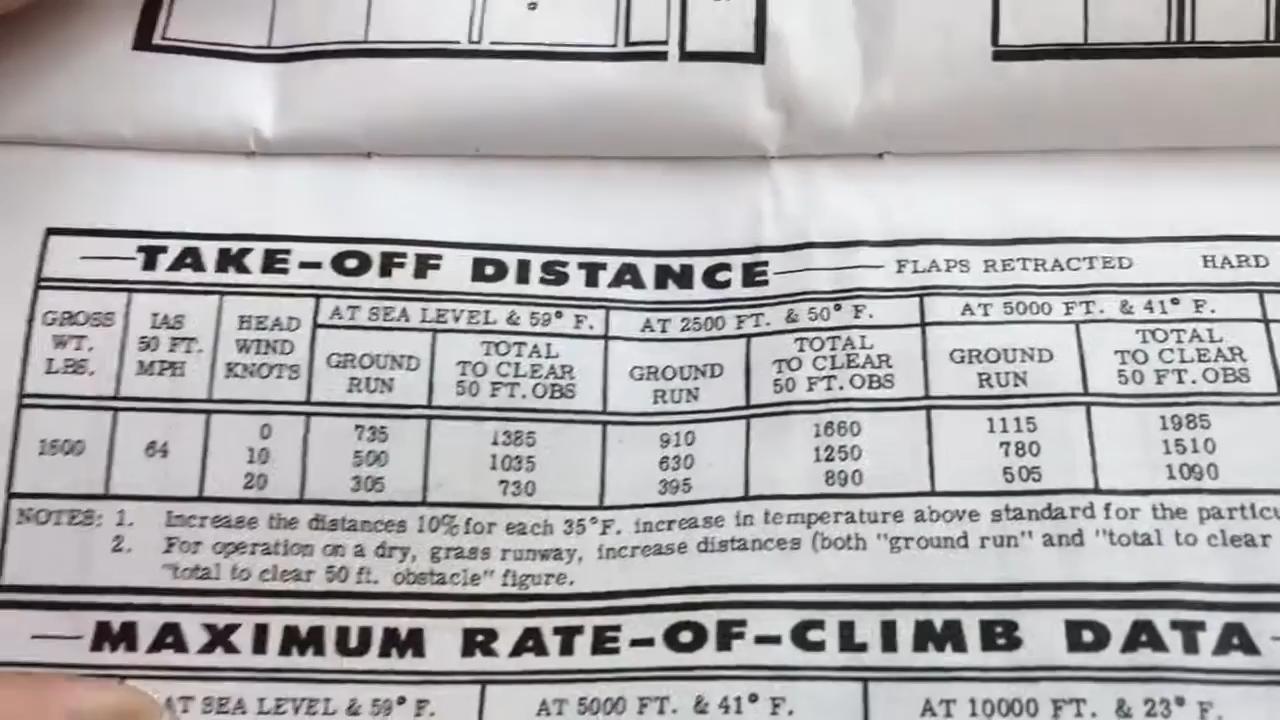 TAKE-OFF DISTANCE FLAPS RETRACTED HARD
GROSS WT. LBS. IAS 50 FT. MPH HEAD WIND KNOTS
AT SEA LEVEL & 59° F. AT 2500 FT. & 50° F. AT 5000 FT. & 41° F.
GROUND RUN TOTAL TO CLEAR 50 FT. OBS GROUND RUN TOTAL TO CLEAR 50 FT. OBS GROUND RUN TOTAL TO CLEAR 50 FT. OBS
0 735 1385 910 1660 1115 1985
1600 64 10 500 1035 630 1250 780 1510
20 305 730 395 890 505 1090
NOTES: 1. Increase the distances 10% for each 35°F. increase in temperature above standard for the
2. For operation on a dry, grass runway, increase distances (both "ground run" and "total to clear
"total to clear 50 ft. obstacle" figure.
MAXIMUM RATE-OF-CLIMB DATA
AT SEA LEVEL & 59° F. AT 5000 FT. & 41° F. AT 10000 FT. & 23° F.